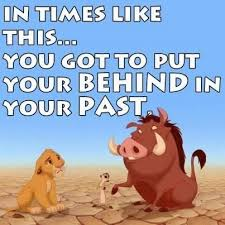 IN TIMES LIKE
THIS...
YOU GOT TO PUT
YOUR BEHIND IN
YOUR PAST.